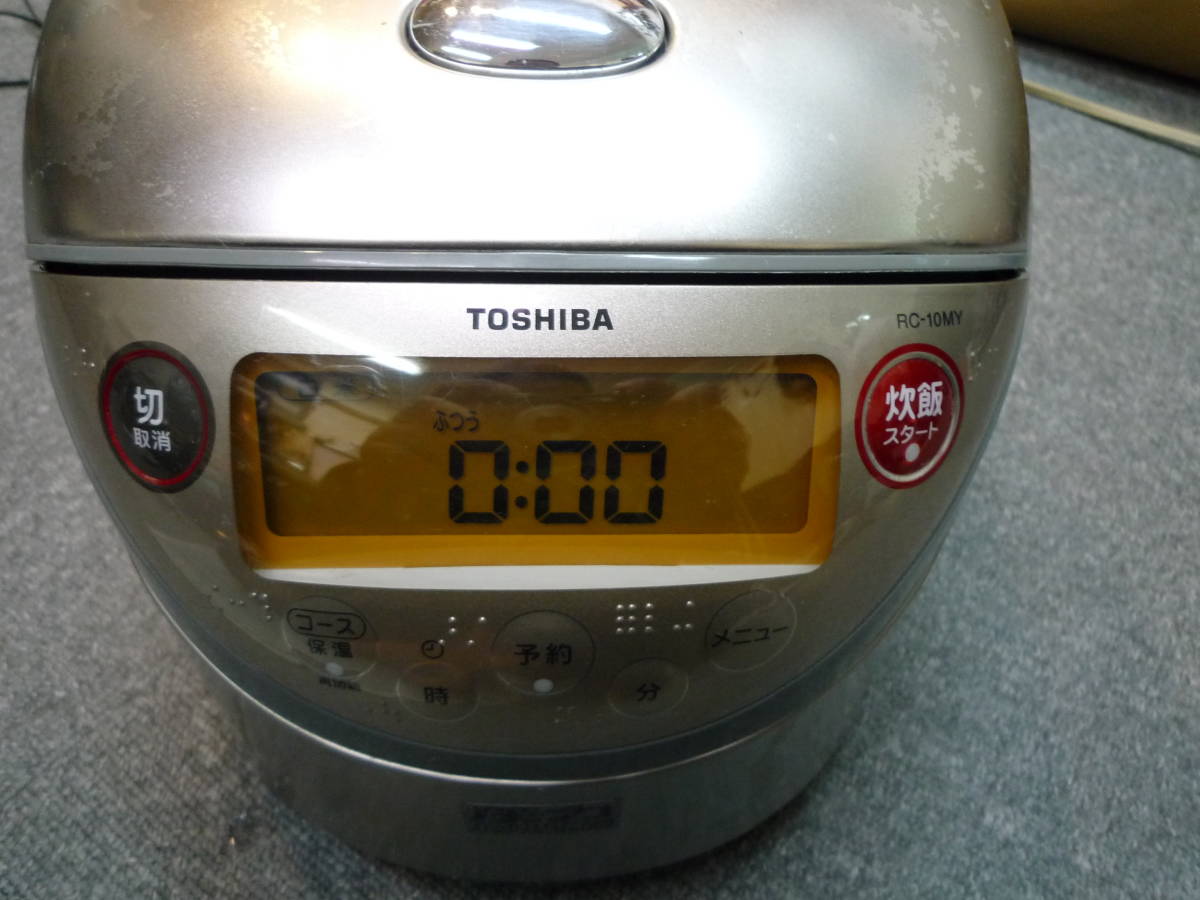 TOSHIBA
RC-10MY
切
取消
炊飯
スタート
ふつう
0:00
コース
保温
予約
メニュー
時
分